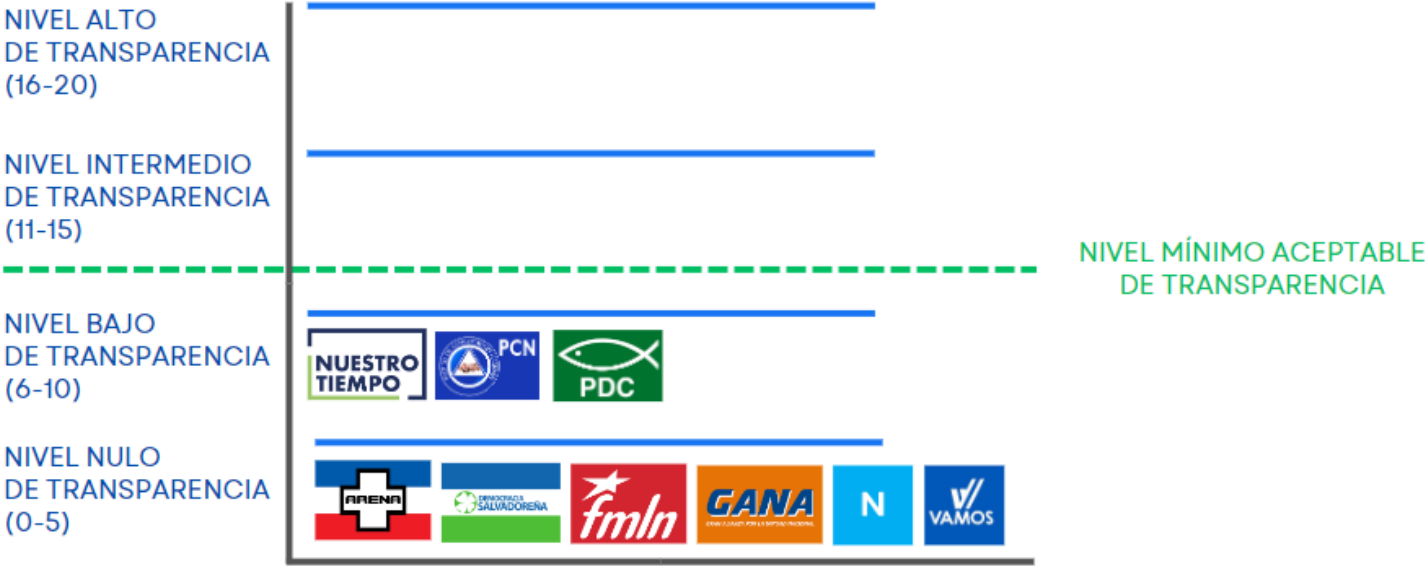 NIVEL ALTO
DE TRANSPARENCIA
(16-20)
NIVEL INTERMEDIO
DE TRANSPARENCIA
(11-15)
NIVEL MÍNIMO ACEPTABLE
DE TRANSPARENCIA
NIVEL BAJO
DE TRANSPARENCIA
(6-10)
NUESTRO
TIEMPO
PCN
PDC
NIVEL NULO
DE TRANSPARENCIA
(0-5)
ARENA
DEMOCRACIA
SALVADOREÑA
fmln
GANA
N
VAMOS